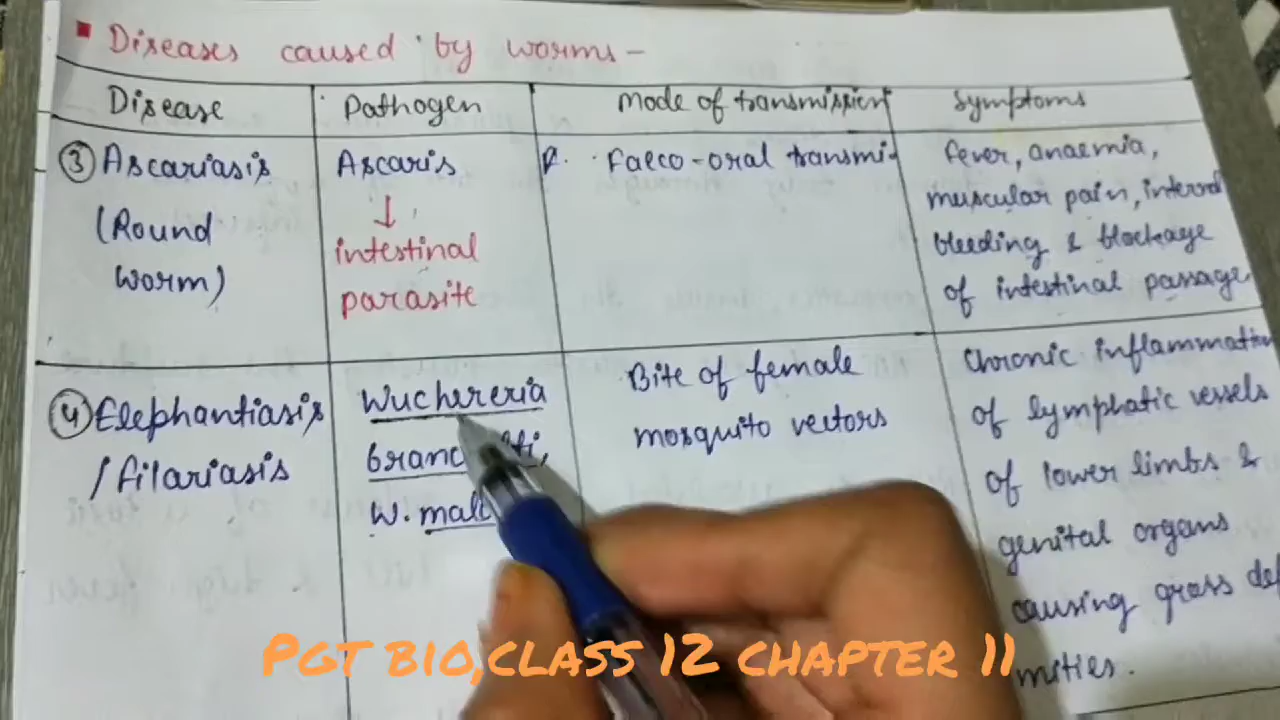 ▪ Diseases caused by worms -
Disease Pathogen Mode of transmission Symptoms
③ Ascariasis
(Round
worm)
Ascaris
↓
intestinal
parasite
Faeco-oral transmi-
fever, anaemia,
muscular pain, internal
bleeding & blockage
of intestinal passage
④ Elephantiasis
/filariasis
Wuchereria
W.
Bite of female
mosquito vectors
Chronic inflammation
of lymphatic vessels
of lower limbs &
genital organs
causing gross def
mities.
PGT BIO,CLASS 12 CHAPTER 11